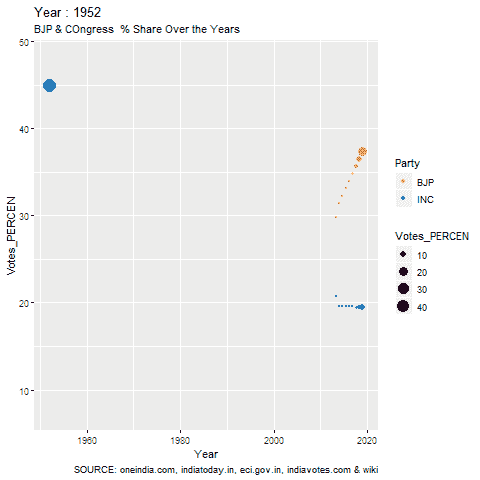 Year : 1952
BJP & COngress % Share Over the Years
50
40
30
20
10
Votes_PERCEN
1960
1980
2000
2020
Year
Party
BJP
INC
Votes_PERCEN
10
20
30
40
SOURCE: oneindia.com, indiatoday.in, eci.gov.in, indiavotes.com & wiki